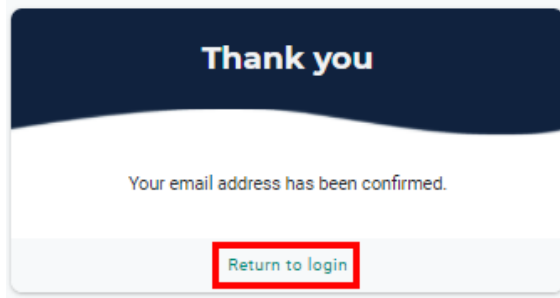 Thank you
Your email address has been confirmed.
Return to login